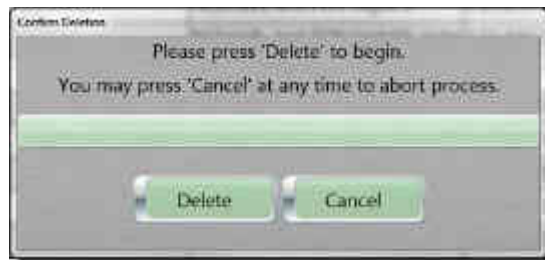 Confirm Deletion
Please press 'Delete' to begin.
You may press 'Cancel' at any time to abort process.
Delete
Cancel